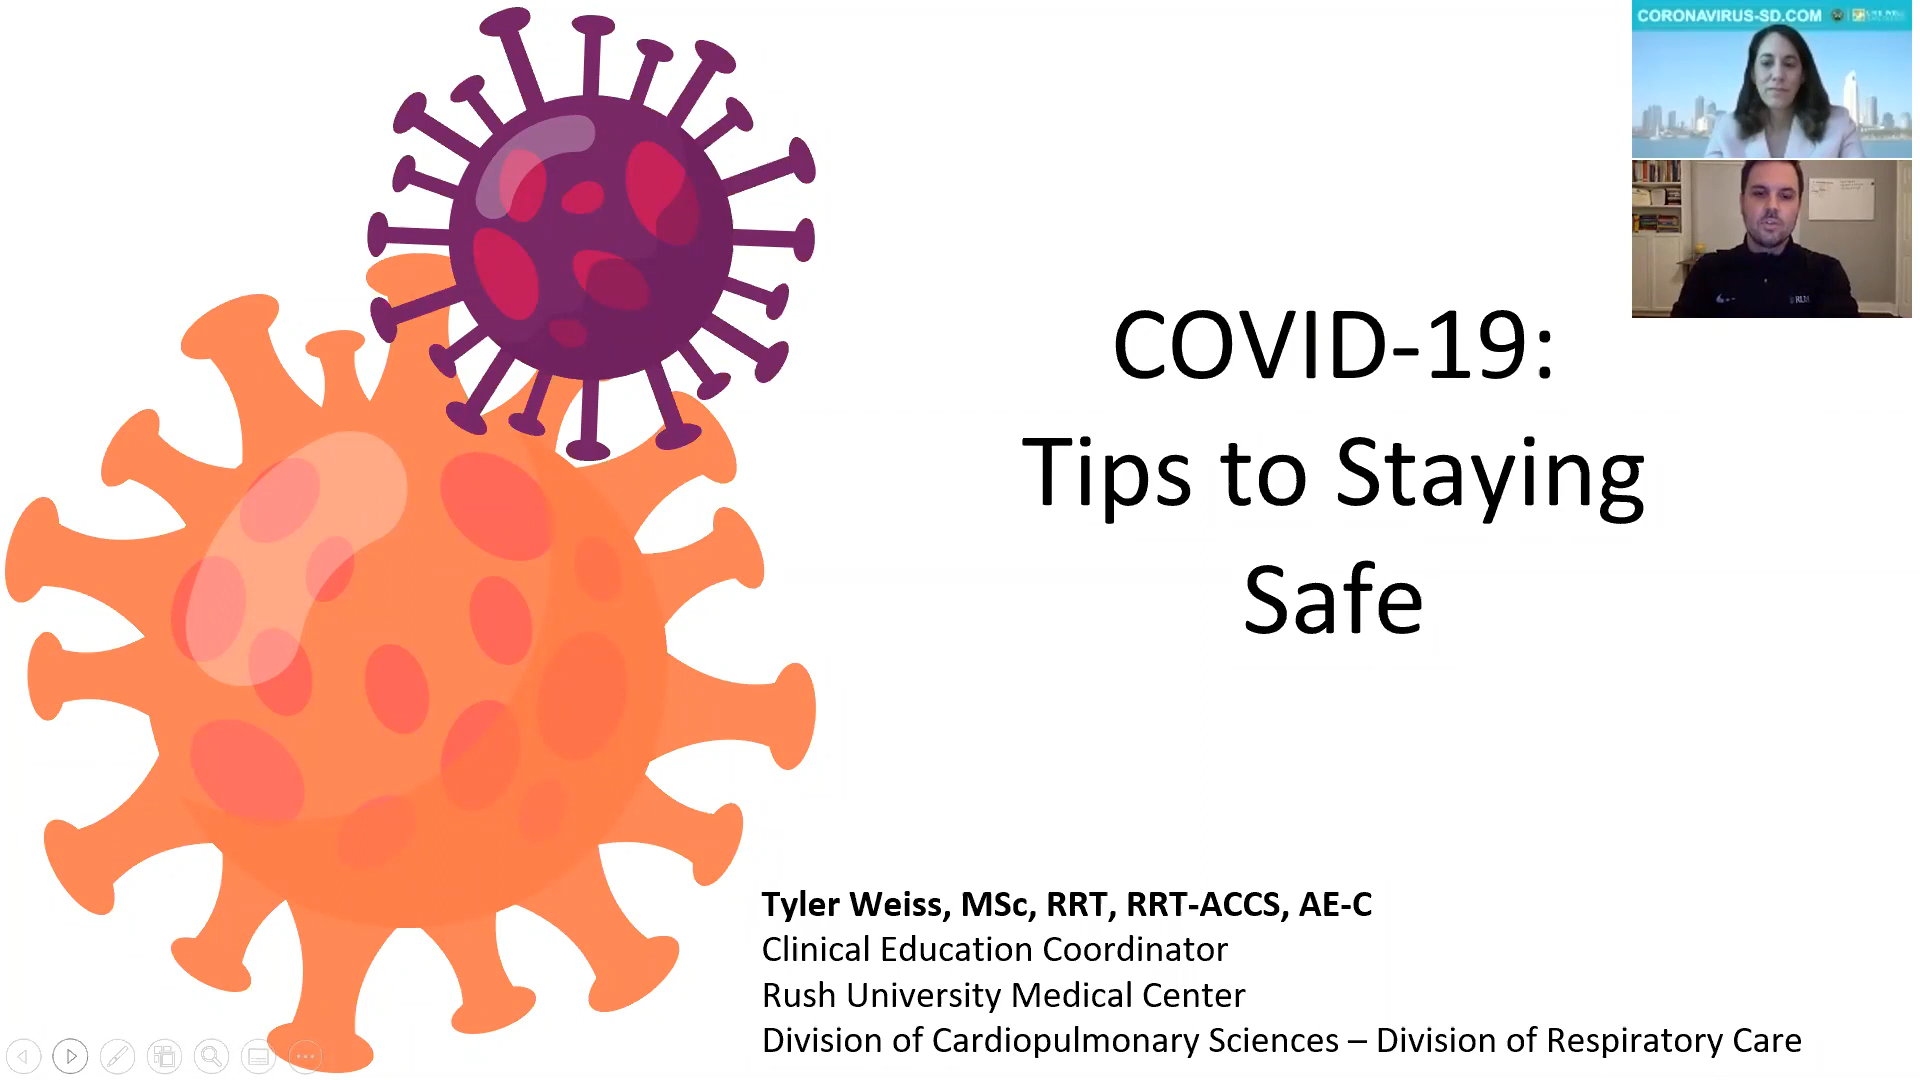 CORONAVIRUS-SD.COM
COVID-19:
Tips to Staying
Safe
Tyler Weiss, MSc, RRT, RRT-ACCS, AE-C
Clinical Education Coordinator
Rush University Medical Center
Division of Cardiopulmonary Sciences – Division of Respiratory Care